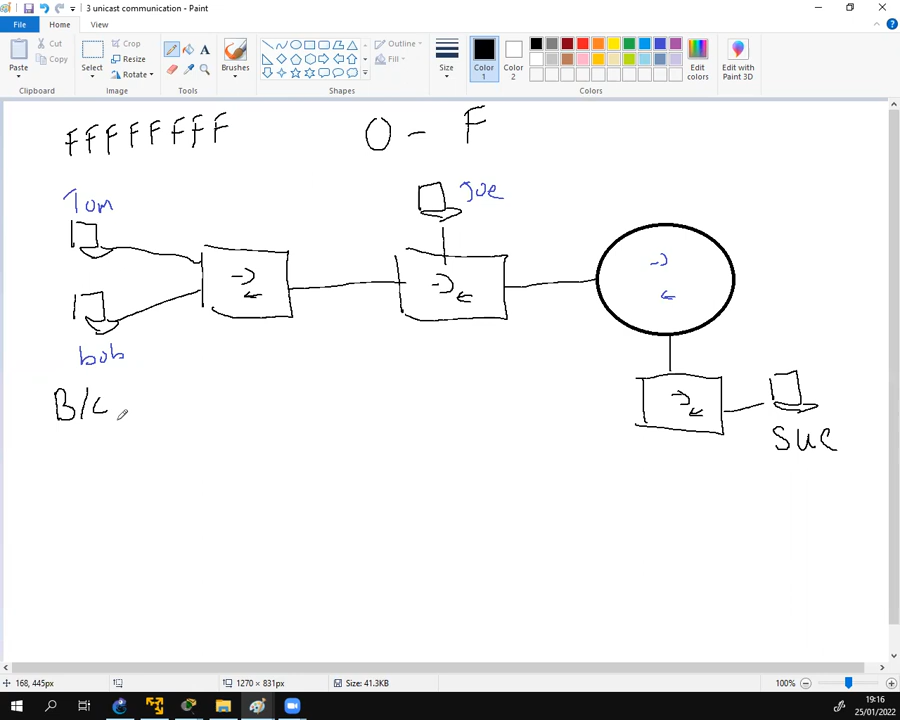 3 unicast communication - Paint
File Home View
Paste Cut Copy Clipboard
Select Crop Resize Rotate Image
Tools
Brushes
Outline Fill Shapes
Size
Color 1 Color 2 Edit colors Colors
Edit with Paint 3D
FFFFFFFF 0 - F
Tom Joe
bob
B/C
Sue
168, 445px 1270 × 831px Size: 41.3KB 100%
19:16
25/01/2022